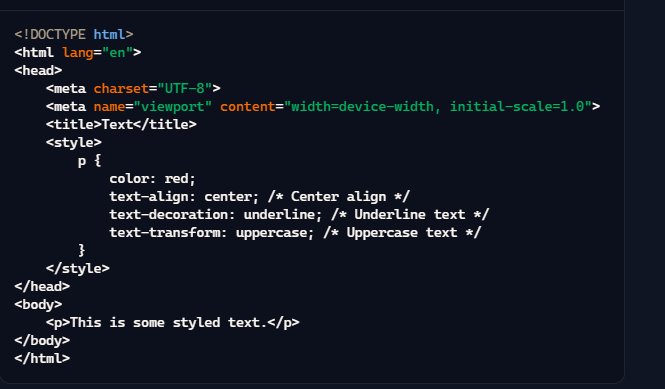 <!DOCTYPE html>
<html lang="en">
<head>
    <meta charset="UTF-8">
    <meta name="viewport" content="width=device-width, initial-scale=1.0">
    <title>Text</title>
    <style>
        p {
            color: red;
            text-align: center; /* Center align */
            text-decoration: underline; /* Underline text */
            text-transform: uppercase; /* Uppercase text */
        }
    </style>
</head>
<body>
    <p>This is some styled text.</p>
</body>
</html>